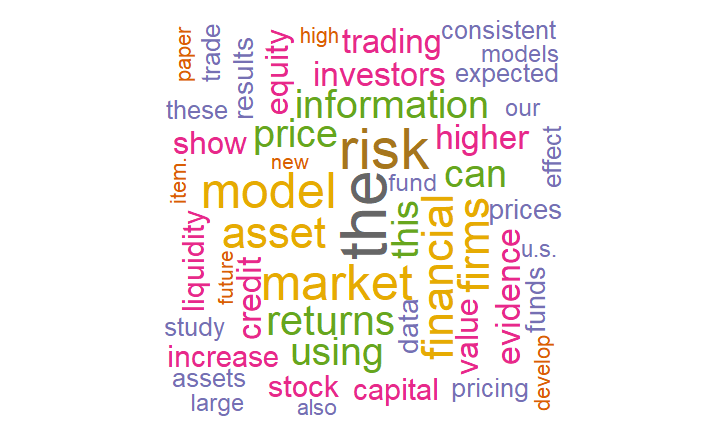 paper
trade
results
equity
high
trading
consistent
models
investors
expected
these
information
our
show
price
risk
higher
effect
new
item.
model
the
fund
can
asset
this
financial
firms
prices
liquidity
future
credit
market
data
value
evidence
u.s.
funds
study
returns
using
increase
assets
large
stock
also
capital
pricing
develop